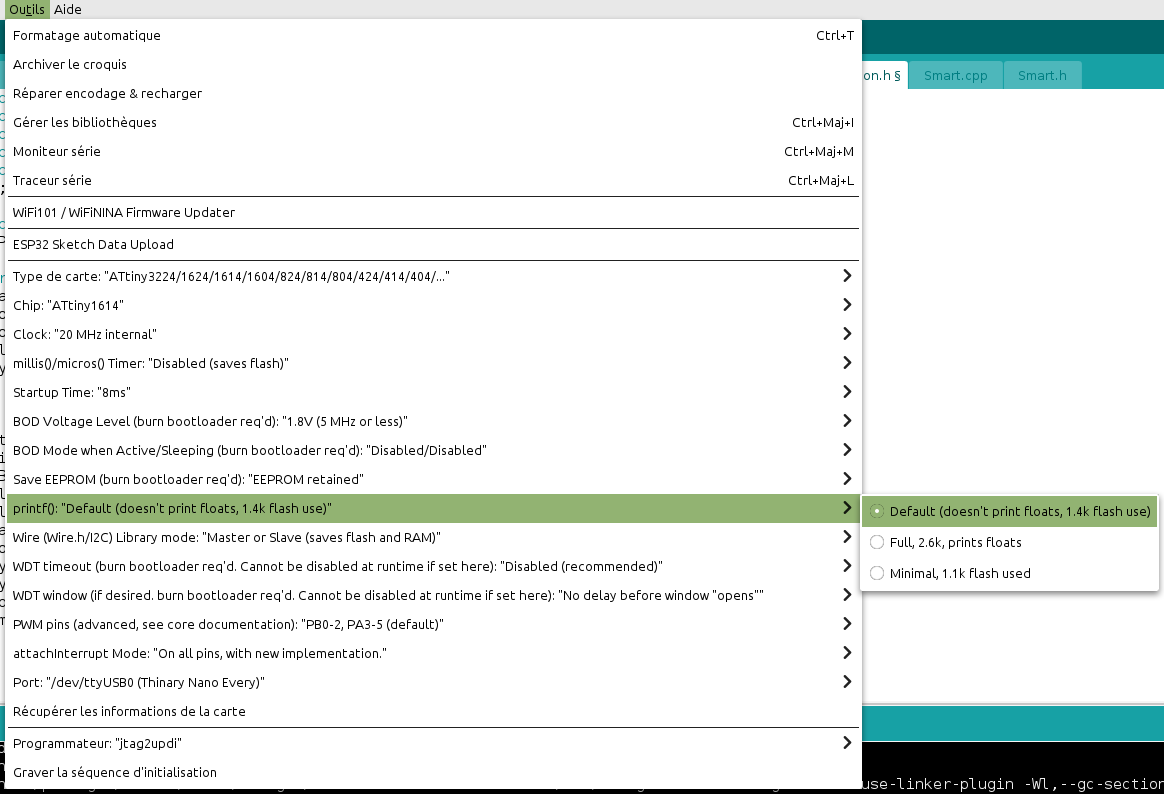 Outils Aide
Formatage automatique Ctrl+T
Archiver le croquis
Réparer encodage & recharger
Gérer les bibliothèques Ctrl+Maj+I
Moniteur série Ctrl+Maj+M
Traceur série Ctrl+Maj+L
WiFi101 / WiFiNINA Firmware Updater
ESP32 Sketch Data Upload
Type de carte: "ATtiny3224/1624/1614/1604/824/814/804/424/414/404/..."
Chip: "ATtiny1614"
Clock: "20 MHz internal"
millis()/micros() Timer: "Disabled (saves flash)"
Startup Time: "8ms"
BOD Voltage Level (burn bootloader req'd): "1.8V (5 MHz or less)"
BOD Mode when Active/Sleeping (burn bootloader req'd): "Disabled/Disabled"
Save EEPROM (burn bootloader req'd): "EEPROM retained"
printf(): "Default (doesn't print floats, 1.4k flash use)"
Wire (Wire.h/I2C) Library mode: "Master or Slave (saves flash and RAM)"
WDT timeout (burn bootloader req'd. Cannot be disabled at runtime if set here): "Disabled (recommended)"
WDT window (if desired. burn bootloader req'd. Cannot be disabled at runtime if set here): "No delay before window "opens""
PWM pins (advanced, see core documentation): "PB0-2, PA3-5 (default)"
attachInterrupt Mode: "On all pins, with new implementation."
Port: "/dev/ttyUSB0 (Thinary Nano Every)"
Récupérer les informations de la carte
Programmateur: "jtag2updi"
Graver la séquence d'initialisation
on.h § Smart.cpp Smart.h
Default (doesn't print floats, 1.4k flash use)
Full, 2.6k, prints floats
Minimal, 1.1k flash used
use-linker-plugin -Wl,--gc-section